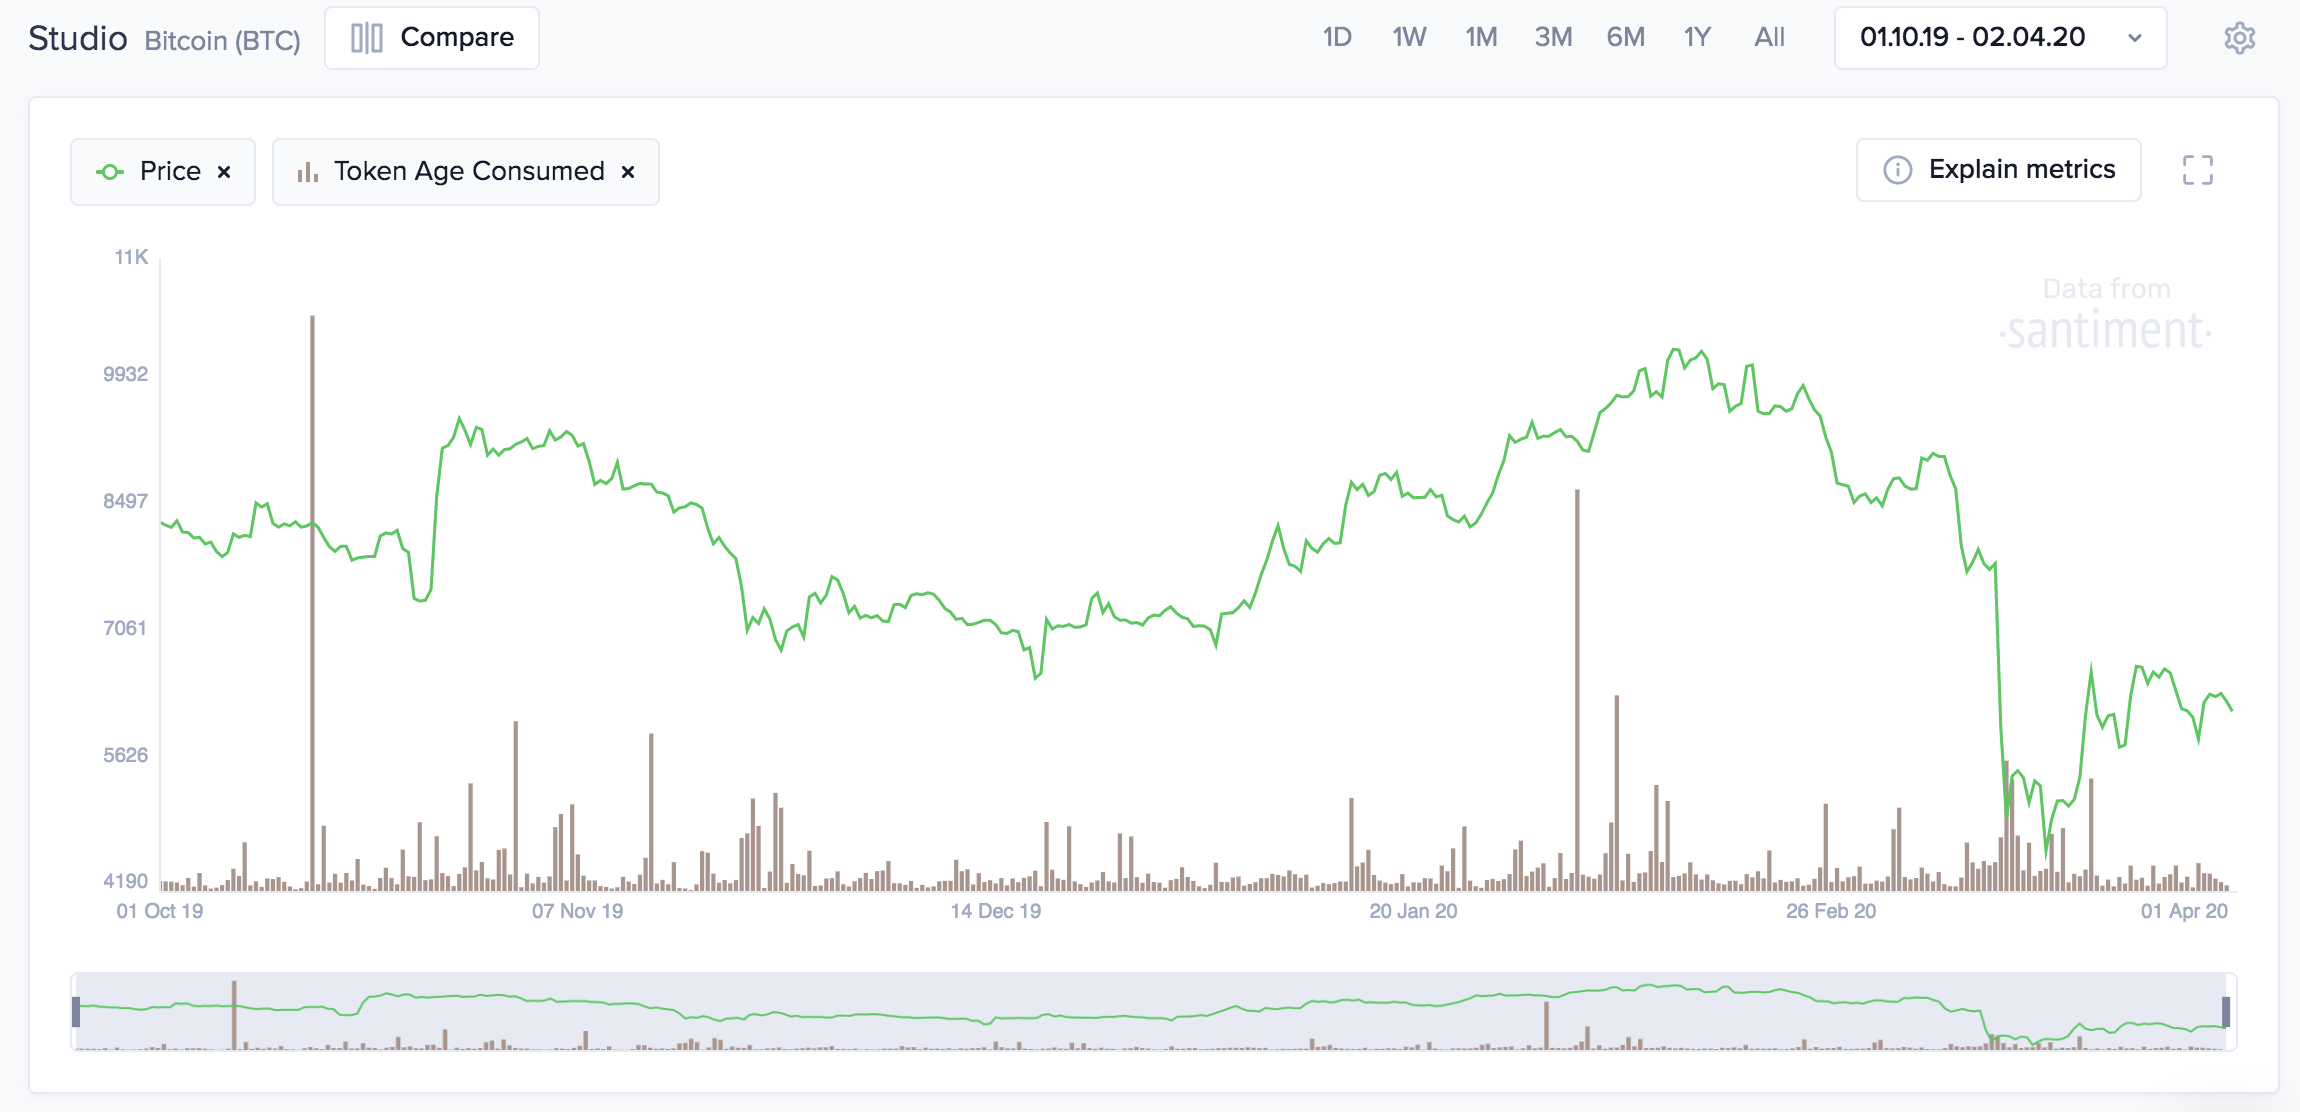 Studio Bitcoin (BTC) Compare 1D 1W 1M 3M 6M 1Y All 01.10.19 - 02.04.20
Price × Token Age Consumed × Explain metrics
Data from
·santiment·
11K
9932
8497
7061
5626
4190
01 Oct 19 07 Nov 19 14 Dec 19 20 Jan 20 26 Feb 20 01 Apr 20